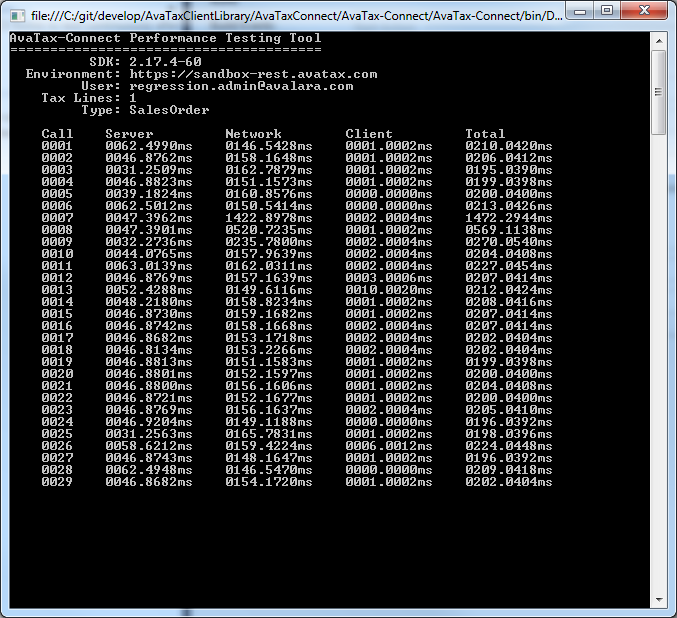 file:///C:/git/develop/AvaTaxClientLibrary/AvaTaxConnect/AvaTax-Connect/AvaTax-Connect/bin/D...
AvaTax-Connect Performance Testing Tool
=======================================
SDK: 2.17.4-60
Environment: https://sandbox-rest.avatax.com
User: regression.admin@avalara.com
Tax Lines: 1
Type: SalesOrder
Call Server Network Client Total
0001 0062.4990ms 0146.5428ms 0001.0002ms 0210.0420ms
0002 0046.8762ms 0158.1648ms 0001.0002ms 0206.0412ms
0003 0031.2509ms 0162.7879ms 0001.0002ms 0195.0390ms
0004 0046.8823ms 0151.1573ms 0001.0002ms 0199.0398ms
0005 0039.1824ms 0160.8576ms 0000.0000ms 0200.0400ms
0006 0062.5012ms 0150.5414ms 0000.0000ms 0213.0426ms
0007 0047.3962ms 1422.8978ms 0002.0004ms 1472.2944ms
0008 0047.3901ms 0520.7235ms 0001.0002ms 0569.1138ms
0009 0032.2736ms 0235.7800ms 0002.0004ms 0270.0540ms
0010 0044.0765ms 0157.9639ms 0002.0004ms 0204.0408ms
0011 0063.0139ms 0162.0311ms 0002.0004ms 0227.0454ms
0012 0046.8769ms 0157.1639ms 0003.0006ms 0207.0414ms
0013 0052.4288ms 0149.6116ms 0010.0020ms 0212.0424ms
0014 0048.2180ms 0158.8234ms 0001.0002ms 0208.0416ms
0015 0046.8730ms 0159.1682ms 0001.0002ms 0207.0414ms
0016 0046.8742ms 0158.1668ms 0002.0004ms 0207.0414ms
0017 0046.8682ms 0153.1718ms 0002.0004ms 0202.0404ms
0018 0046.8134ms 0153.2266ms 0002.0004ms 0202.0404ms
0019 0046.8813ms 0151.1583ms 0001.0002ms 0199.0398ms
0020 0046.8801ms 0152.1597ms 0001.0002ms 0200.0400ms
0021 0046.8800ms 0156.1606ms 0001.0002ms 0204.0408ms
0022 0046.8721ms 0152.1677ms 0001.0002ms 0200.0400ms
0023 0046.8769ms 0156.1637ms 0002.0004ms 0205.0410ms
0024 0046.9204ms 0149.1188ms 0000.0000ms 0196.0392ms
0025 0031.2563ms 0165.7831ms 0001.0002ms 0198.0396ms
0026 0058.6212ms 0159.4224ms 0006.0012ms 0224.0448ms
0027 0046.8743ms 0148.1647ms 0001.0002ms 0196.0392ms
0028 0062.4948ms 0146.5470ms 0000.0000ms 0209.0418ms
0029 0046.8682ms 0154.1720ms 0001.0002ms 0202.0404ms